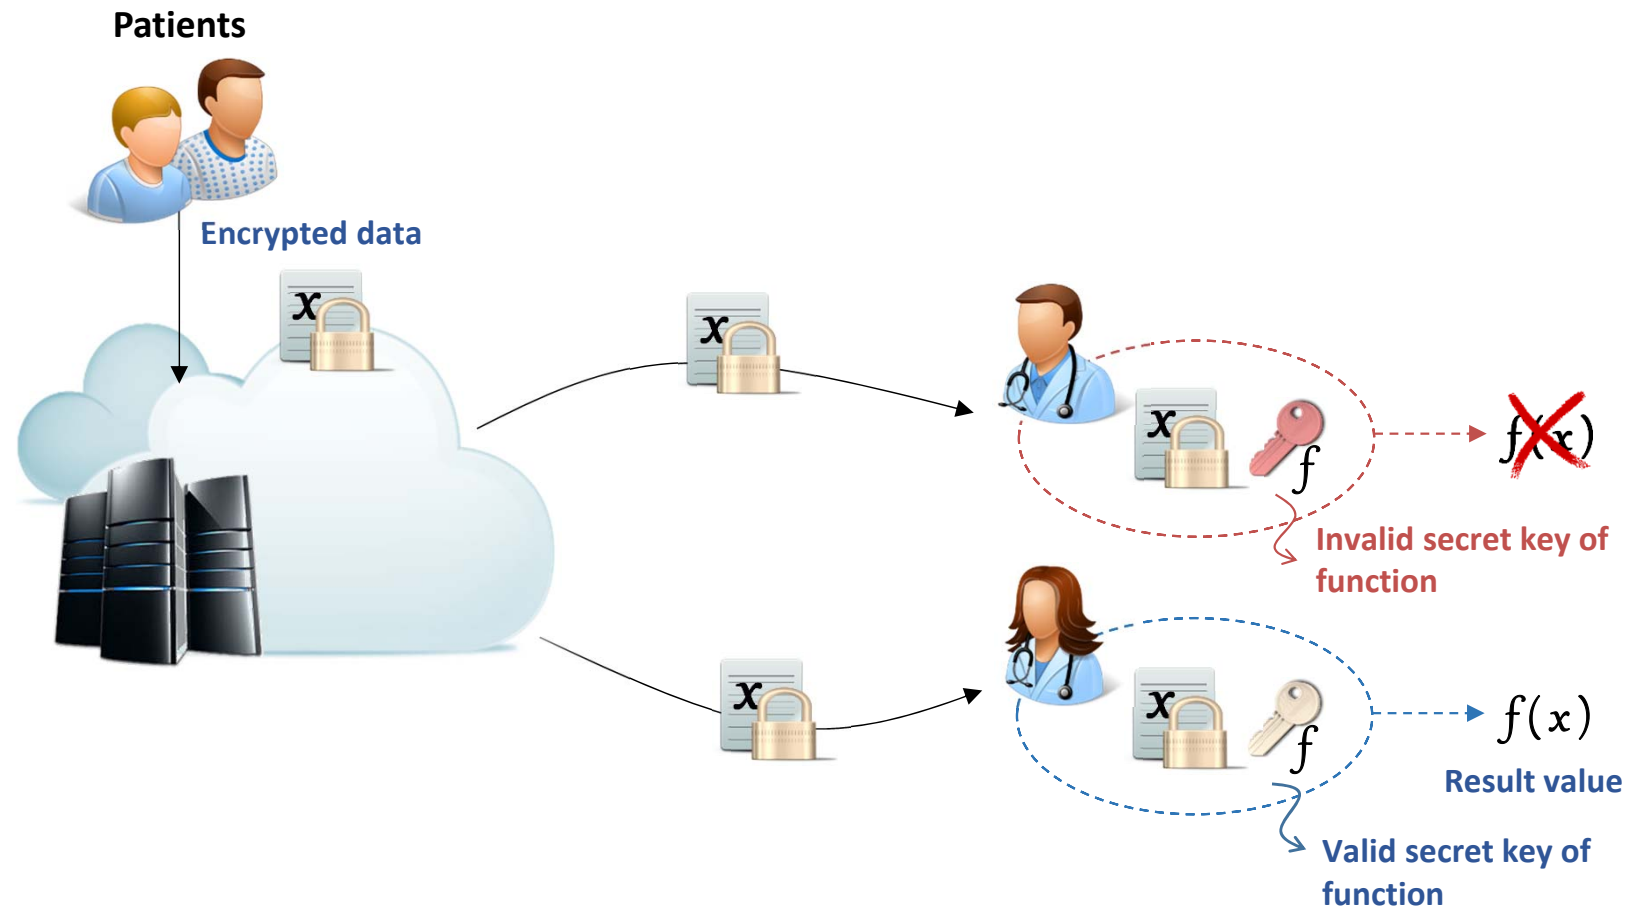 Patients
Encrypted data
x
x
x
f
f(x)
Invalid secret key of
function
x
x
f
f(x)
Result value
Valid secret key of
function